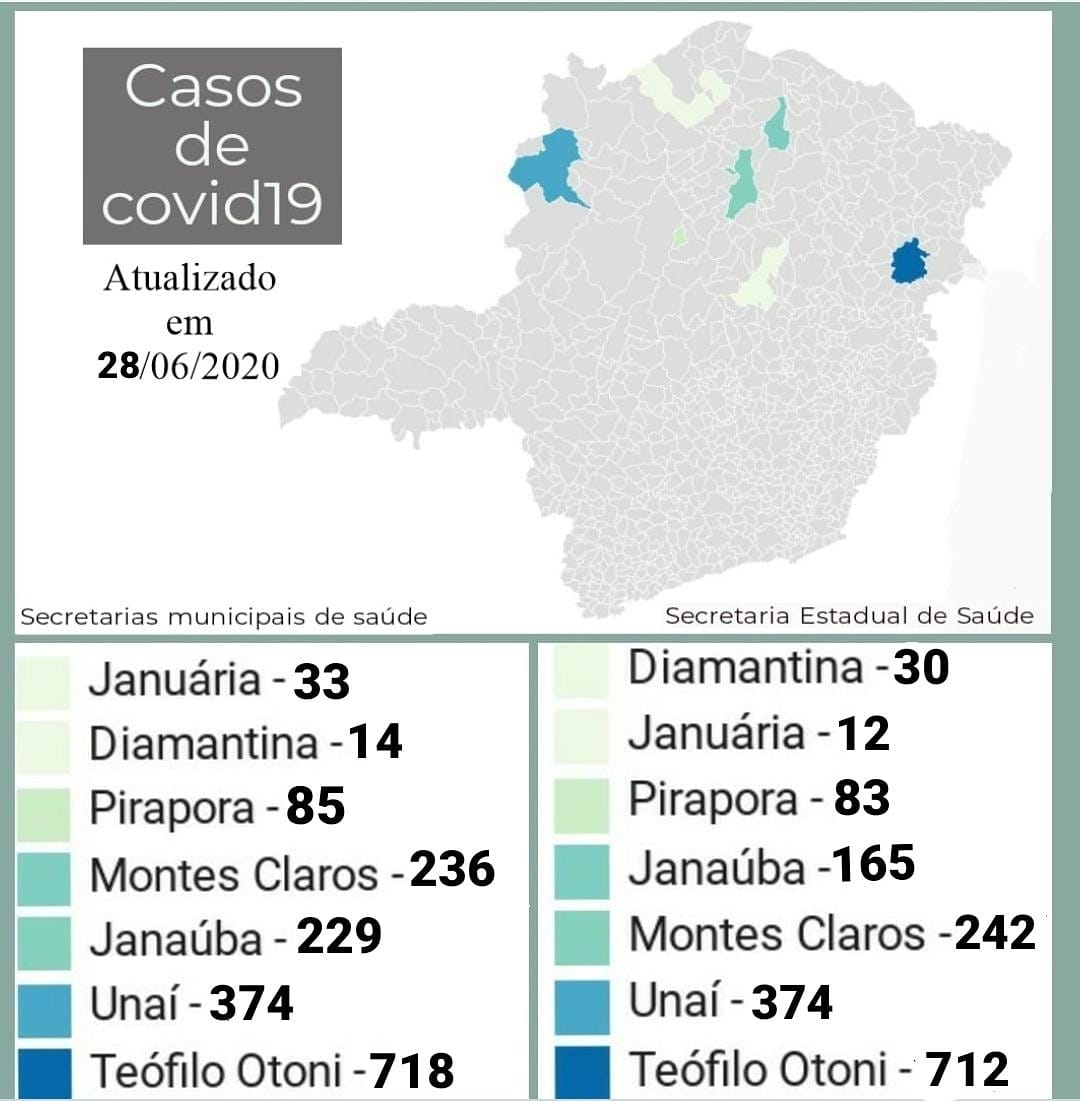 Casos
de
covid19
Atualizado
em
28/06/2020
Secretarias municipais de saúde
Secretaria Estadual de Saúde
Januária - 33
Diamantina - 14
Pirapora - 85
Montes Claros - 236
Janaúba - 229
Unaí - 374
Teófilo Otoni - 718
Diamantina - 30
Januária - 12
Pirapora - 83
Janaúba - 165
Montes Claros - 242
Unaí - 374
Teófilo Otoni - 712